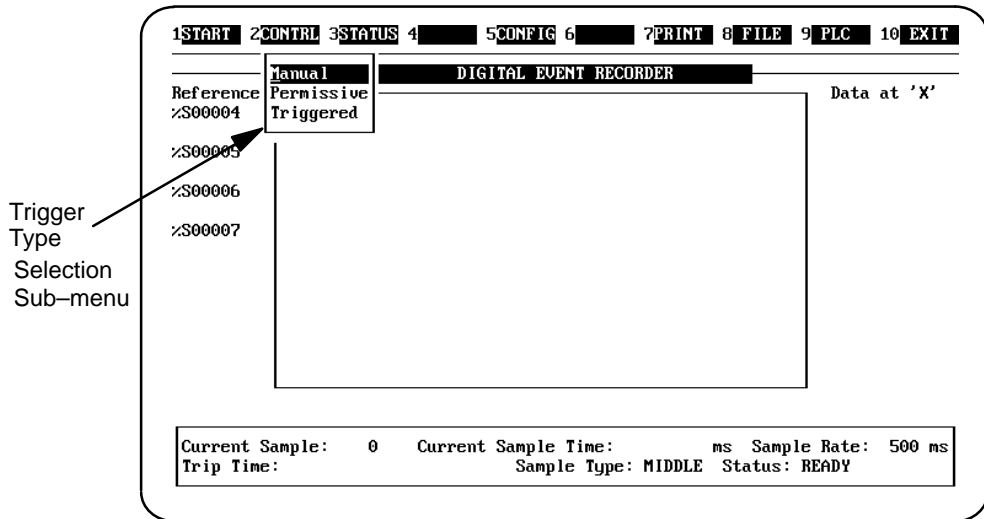 1START 2CONTRL 3STATUS 4 5CONFIG 6 7PRINT 8 FILE 9 PLC 10 EXIT
Manual DIGITAL EVENT RECORDER
Reference Permissive Data at 'X'
%S00004 Triggered
%S00005
%S00006
%S00007
Trigger
Type
Selection
Sub–menu
Current Sample: 0 Current Sample Time: ms Sample Rate: 500 ms
Trip Time: Sample Type: MIDDLE Status: READY